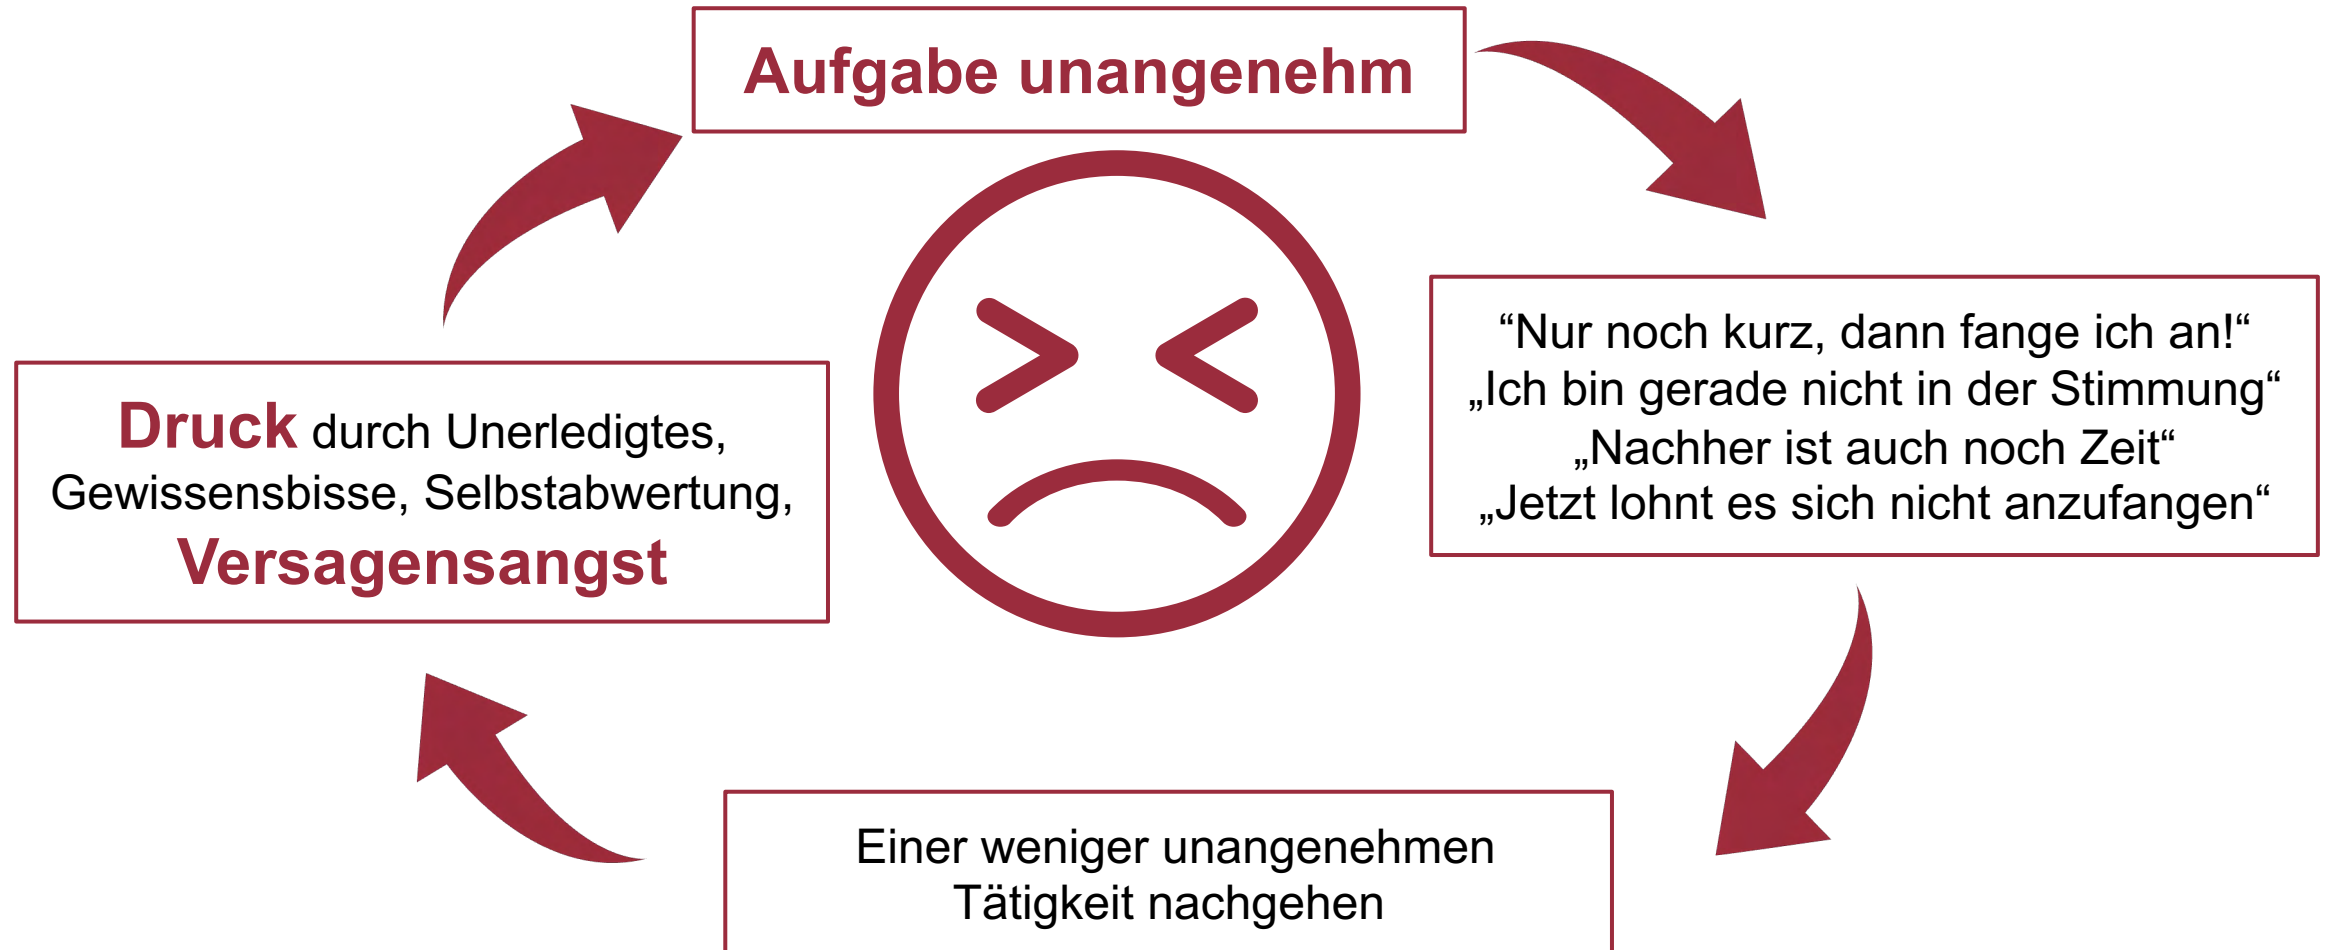 Aufgabe unangenehm
“Nur noch kurz, dann fange ich an!“
„Ich bin gerade nicht in der Stimmung“
„Nachher ist auch noch Zeit“
„Jetzt lohnt es sich nicht anzufangen“
Einer weniger unangenehmen
Tätigkeit nachgehen
Druck durch Unerledigtes,
Gewissensbisse, Selbstabwertung,
Versagensangst